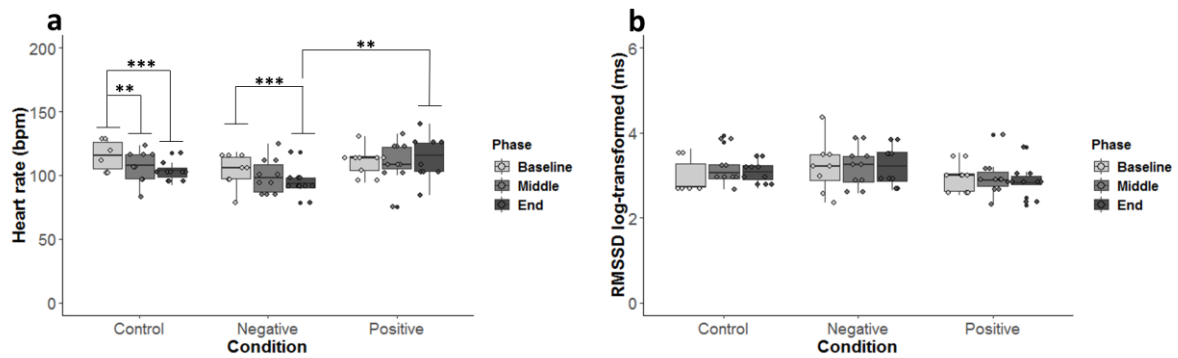 a
200
150
100
50
0
Heart rate (bpm)
***
**
***
**
Control
Negative
Positive
Condition
Phase
Baseline
Middle
End
b
6
4
2
0
RMSSD log-transformed (ms)
Control
Negative
Positive
Condition
Phase
Baseline
Middle
End